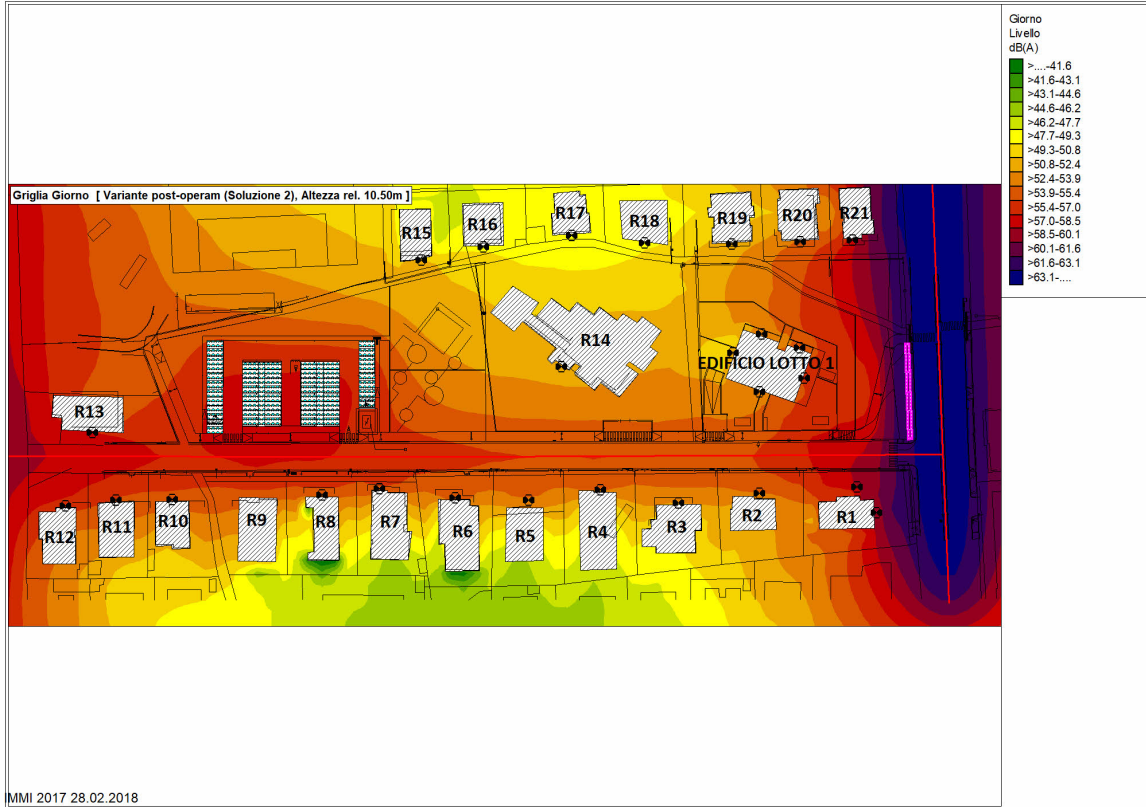 Giorno
Livello
dB(A)
>....-41.6
>41.6-43.1
>43.1-44.6
>44.6-46.2
>46.2-47.7
>47.7-49.3
>49.3-50.8
>50.8-52.4
>52.4-53.9
>53.9-55.4
>55.4-57.0
>57.0-58.5
>58.5-60.1
>60.1-61.6
>61.6-63.1
>63.1-....
Griglia Giorno [ Variante post-operam (Soluzione 2), Altezza rel. 10.50m ]
R15
R16
R17
R18
R19
R20
R21
R14
EDIFICIO LOTTO 1
R13
R12
R11
R10
R9
R8
R7
R6
R5
R4
R3
R2
R1
IMMI 2017 28.02.2018